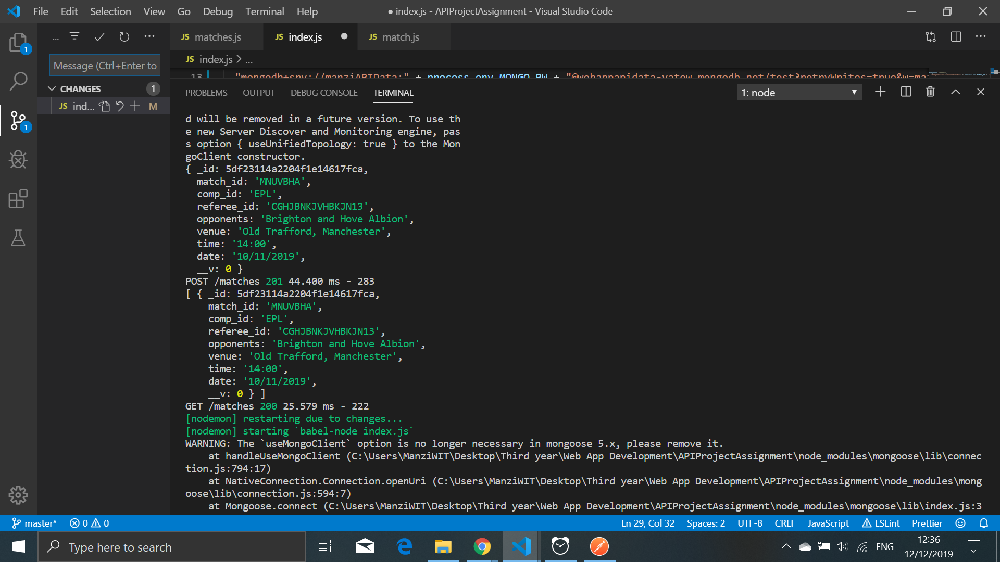 File Edit Selection View Go Debug Terminal Help
● index.js - APIProjectAssignment - Visual Studio Code
JS matches.js
JS index.js
JS match.js
JS index.js > ...
Message (Ctrl+Enter to
CHANGES 1
JS ind... M
13 "mongodb+srv://manziAPIData:" + process.env.MONGO_PW +
PROBLEMS OUTPUT DEBUG CONSOLE TERMINAL 1: node
d will be removed in a future version. To use th
e new Server Discover and Monitoring engine, pas
s option { useUnifiedTopology: true } to the Mon
goClient constructor.
{ _id: 5df23114a2204f1e14617fca,
match_id: 'MNUVBHA',
comp_id: 'EPL',
referee_id: 'CGHJBNKJVHBKJN13',
opponents: 'Brighton and Hove Albion',
venue: 'Old Trafford, Manchester',
time: '14:00',
date: '10/11/2019',
__v: 0 }
POST /matches 201 44.400 ms - 283
[ { _id: 5df23114a2204f1e14617fca,
match_id: 'MNUVBHA',
comp_id: 'EPL',
referee_id: 'CGHJBNKJVHBKJN13',
opponents: 'Brighton and Hove Albion',
venue: 'Old Trafford, Manchester',
time: '14:00',
date: '10/11/2019',
__v: 0 } ]
GET /matches 200 25.579 ms - 222
[nodemon] restarting due to changes...
[nodemon] starting `babel-node index.js`
WARNING: The `useMongoClient` option is no longer necessary in mongoose 5.x, please remove it.
at handleUseMongoClient (C:\Users\ManziWIT\Desktop\Third year\Web App Development\APIProjectAssignment\node_modules\mongoose\lib\connec
tion.js:794:17)
at NativeConnection.Connection.openUri (C:\Users\ManziWIT\Desktop\Third year\Web App Development\APIProjectAssignment\node_modules\mong
oose\lib\connection.js:594:7)
at Mongoose.connect (C:\Users\ManziWIT\Desktop\Third year\Web App Development\APIProjectAssignment\node_modules\mongoose\lib\index.js:3
master* 0 0 Ln 29, Col 32 Spaces: 2 UTF-8 CRLF JavaScript ESLint Prettier
Type here to search
ENG
12:36
12/12/2019